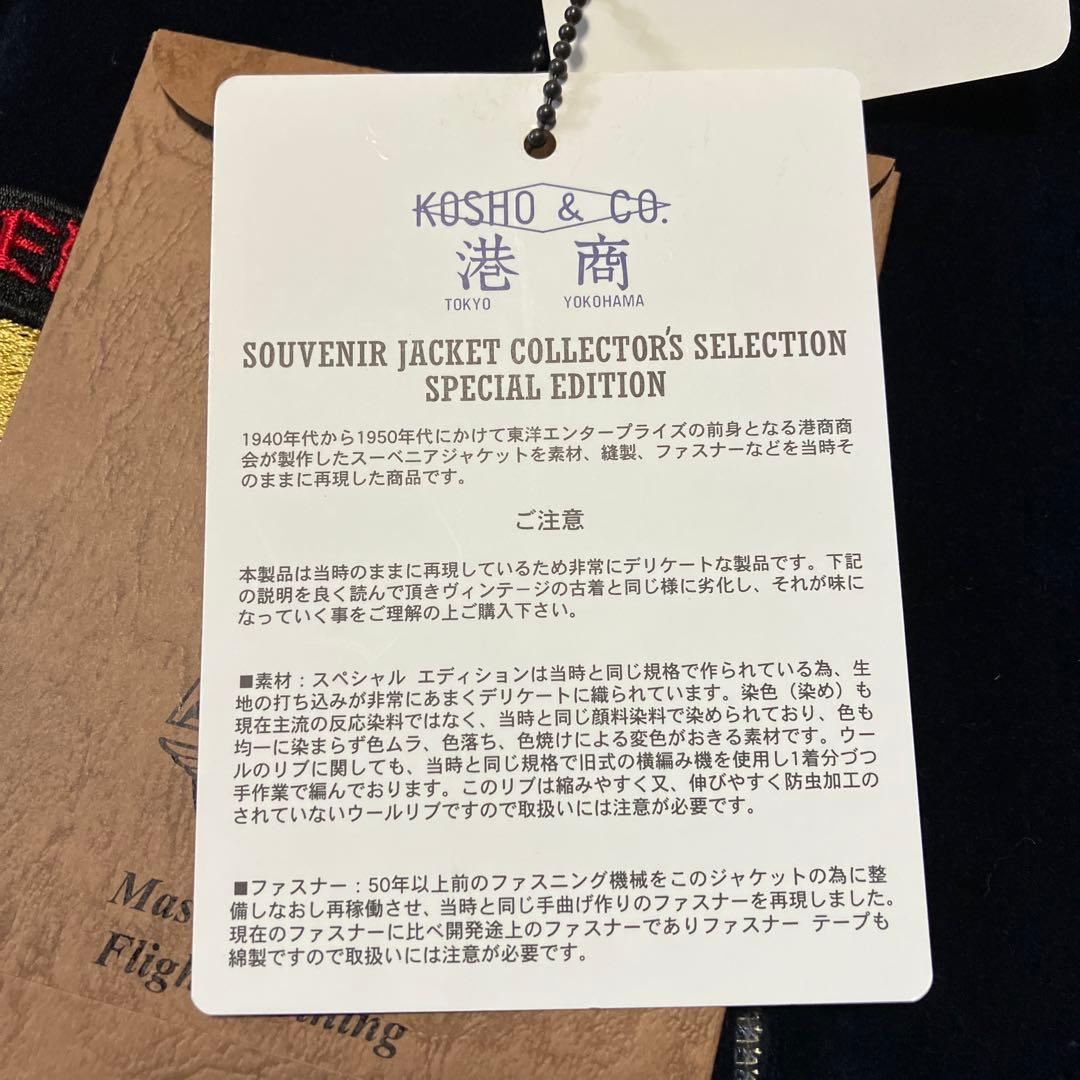 KOSHO & CO.
港 商
TOKYO YOKOHAMA
SOUVENIR JACKET COLLECTOR'S SELECTION
SPECIAL EDITION
1940年代から1950年代にかけて東洋エンタープライズの前身となる港商商
会が製作したスーベニアジャケットを素材、縫製、ファスナーなどを当時そ
のままに再現した商品です。
ご注意
本製品は当時のままに再現しているため非常にデリケートな製品です。下記
の説明を良く読んで頂きヴィンテージの古着と同じ様に劣化し、それが味に
なっていく事をご理解の上ご購入下さい。
■素材：スペシャル エディションは当時と同じ規格で作られている為、生
地の打ち込みが非常にあまくデリケートに織られています。染色（染め）も
現在主流の反応染料ではなく、当時と同じ顔料染料で染められており、色も
均一に染まらず色ムラ、色落ち、色焼けによる変色がおきる素材です。ウー
ルのリブに関しても、当時と同じ規格で旧式の横編み機を使用し1着分づつ
手作業で編んでおります。このリブは縮みやすく又、伸びやすく防虫加工の
されていないウールリブですので取扱いには注意が必要です。
■ファスナー：50年以上前のファスニング機械をこのジャケットの為に整
備しなおし再稼働させ、当時と同じ手曲げ作りのファスナーを再現しました。
現在のファスナーに比べ開発途上のファスナーでありファスナー テープも
綿製ですので取扱いには注意が必要です。